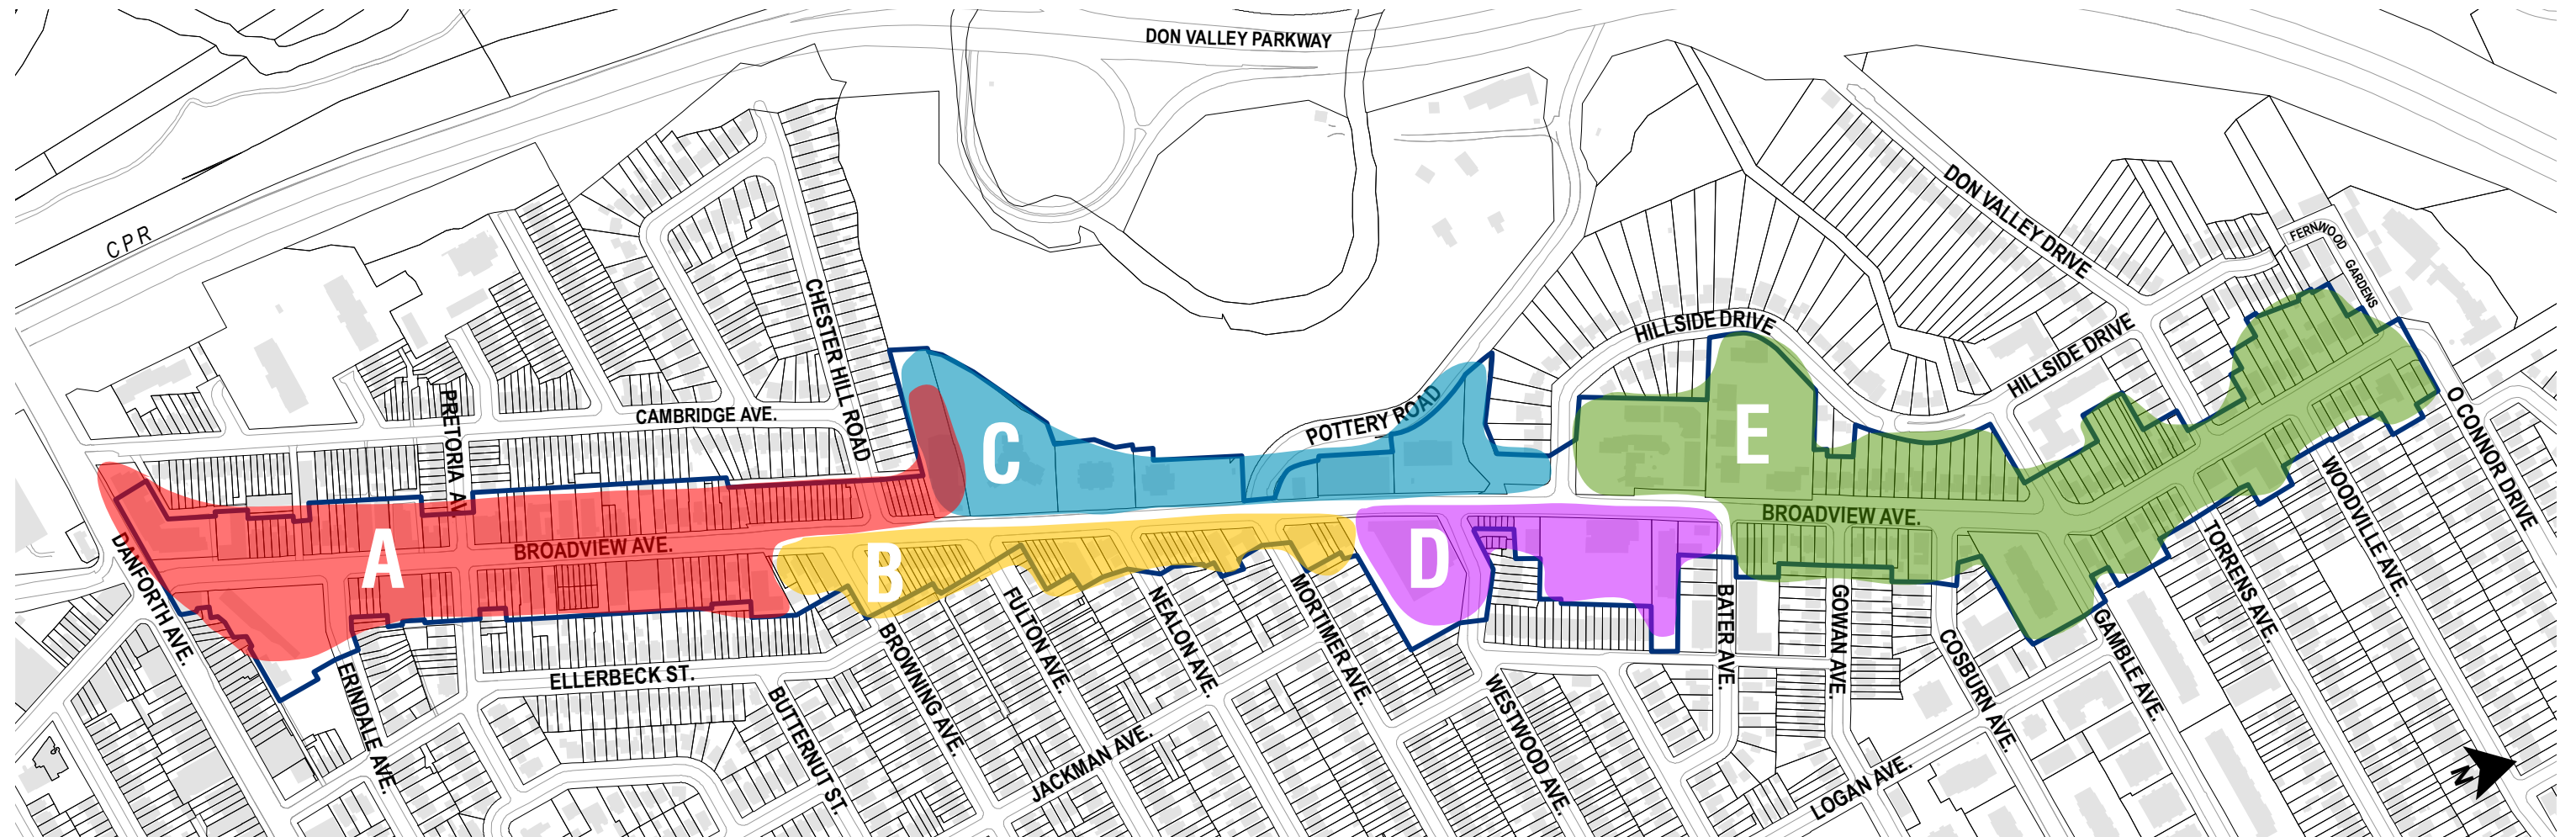 DON VALLEY PARKWAY
CPR
DON VALLEY DRIVE
FERNWOOD
GARDENS
CHESTER HILL ROAD
HILLSIDE DRIVE
HILLSIDE DRIVE
PRETORIA AV.
CAMBRIDGE AVE.
POTTERY ROAD
O CONNOR DRIVE
C
E
BROADVIEW AVE.
BROADVIEW AVE.
A
B
D
DANFORTH AVE.
ERINDALE AVE.
ELLERBECK ST.
BUTTERNUT ST.
BROWNING AVE.
FULTON AVE.
JACKMAN AVE.
NEALON AVE.
MORTIMER AVE.
WESTWOOD AVE.
BATER AVE.
GOWAN AVE.
LOGAN AVE.
COSBURN AVE.
GAMBLE AVE.
TORRENS AVE.
WOODVILLE AVE.
N